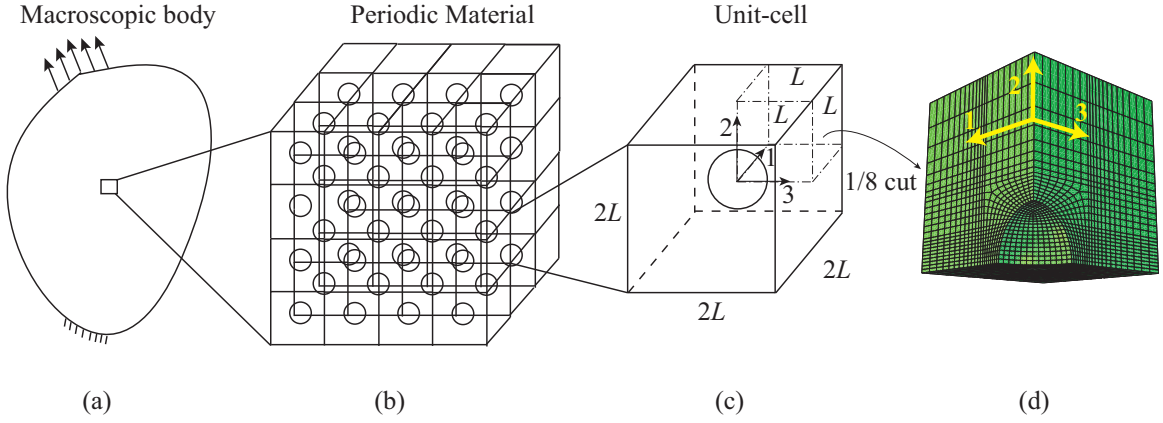 Macroscopic body
Periodic Material
Unit-cell
L
L
L
2
1
3
2L
2L
2L
1/8 cut
2
1
3
(a)
(b)
(c)
(d)